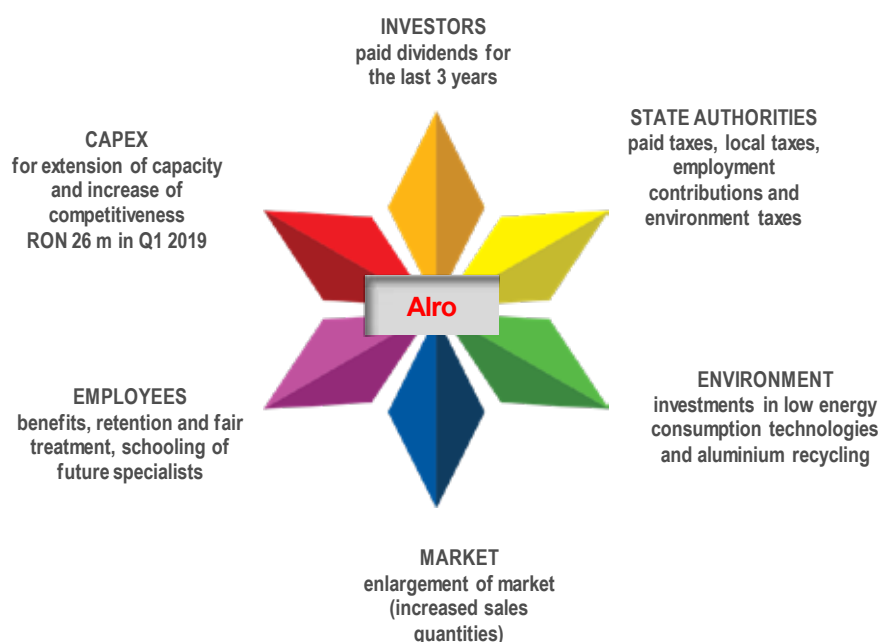 INVESTORS
paid dividends for
the last 3 years
STATE AUTHORITIES
paid taxes, local taxes,
employment
contributions and
environment taxes
CAPEX
for extension of capacity
and increase of
competitiveness
RON 26 m in Q1 2019
Alro
EMPLOYEES
benefits, retention and fair
treatment, schooling of
future specialists
ENVIRONMENT
investments in low energy
consumption technologies
and aluminium recycling
MARKET
enlargement of market
(increased sales
quantities)